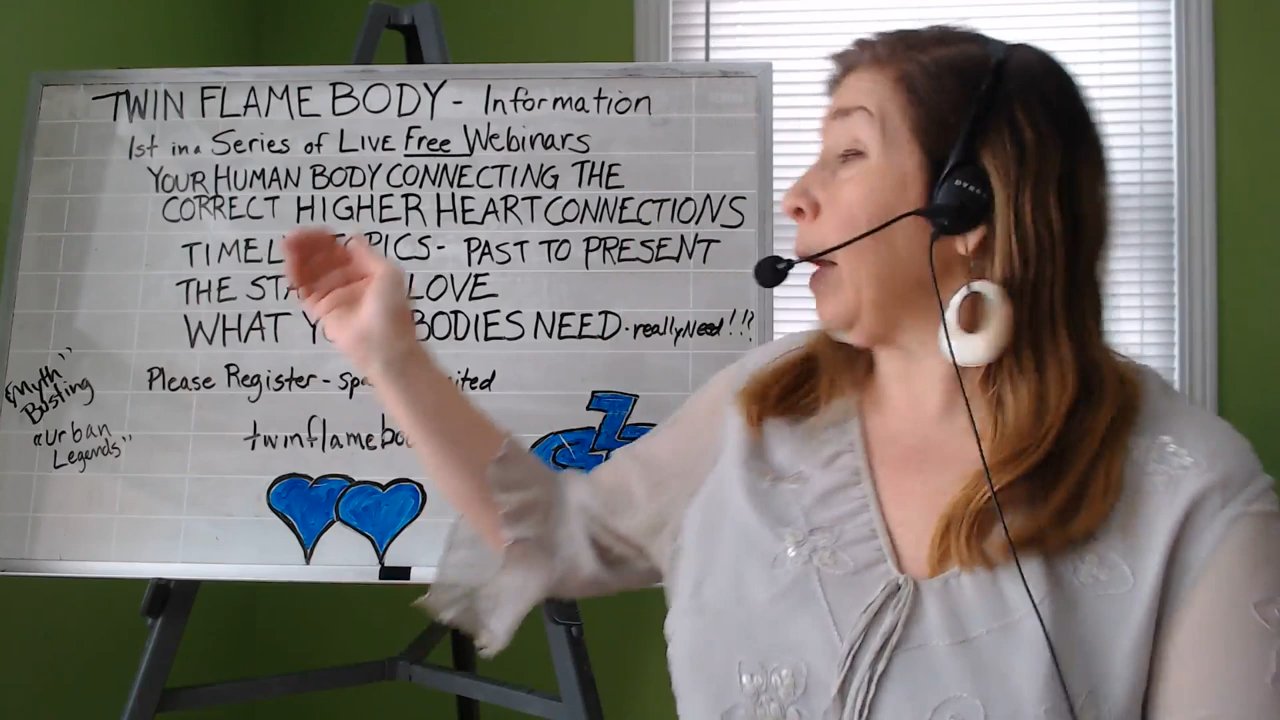 TWIN FLAME BODY - Information
1st in a Series of LIVE Free Webinars
YOUR HUMAN BODY CONNECTING THE
CORRECT HIGHER HEART CONNECTIONS
TIMEL PICS - PAST TO PRESENT
THE STA LOVE
WHAT BODIES NEED - really Need!!?
Please Register - spa ited
"Myth"
Busting
"Urban
Legends"
twinflamebo